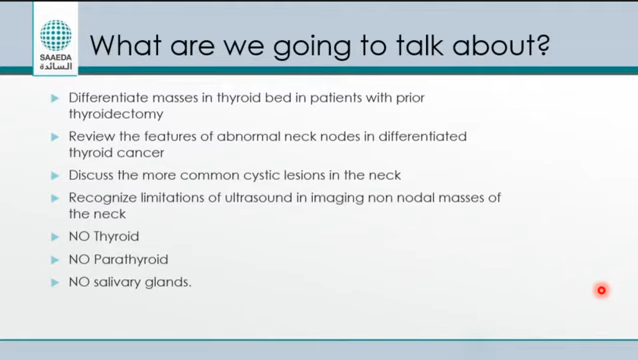 SAAEDA
السائدة
What are we going to talk about?
Differentiate masses in thyroid bed in patients with prior
thyroidectomy
Review the features of abnormal neck nodes in differentiated
thyroid cancer
Discuss the more common cystic lesions in the neck
Recognize limitations of ultrasound in imaging non nodal masses of
the neck
NO Thyroid
NO Parathyroid
NO salivary glands.